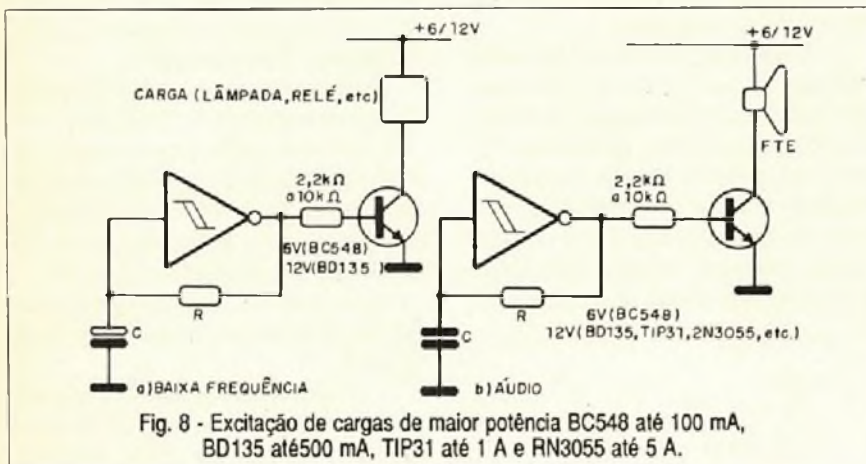 +6/12V
CARGA (LÂMPADA,RELÉ,etc)
2,2kΩ
a 10kΩ
6V(BC548)
12V(BD135)
R
C
a) BAIXA FREQUÊNCIA
+6/12V
FTE
2,2kΩ
a 10kΩ
R
6V(BC548)
12V(BD135,TIP31,2N3055,etc.)
C
b) ÁUDIO
Fig. 8 - Excitação de cargas de maior potência BC548 até 100 mA,
BD135 até500 mA, TIP31 até 1 A e RN3055 até 5 A.